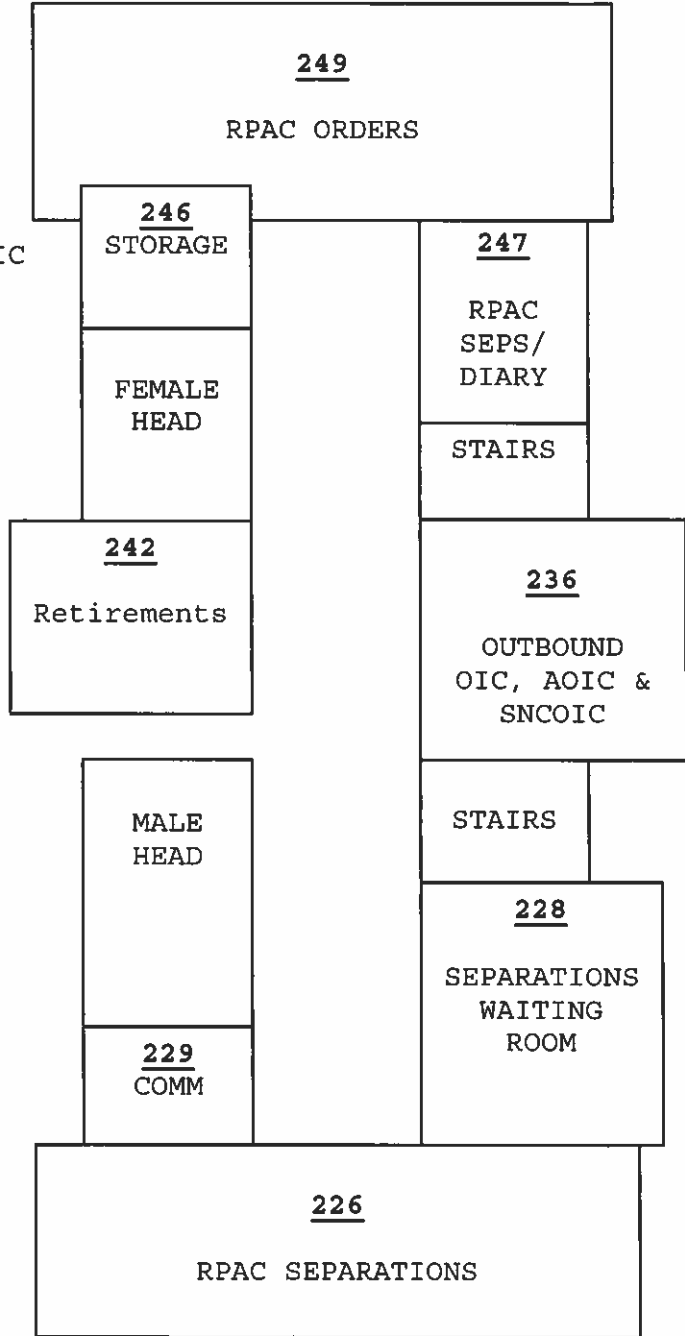 249
RPAC ORDERS
246
STORAGE
IC
247
RPAC
SEPS/
DIARY
FEMALE
HEAD
STAIRS
242
Retirements
236
OUTBOUND
OIC, AOIC &
SNCOIC
MALE
HEAD
STAIRS
228
SEPARATIONS
WAITING
ROOM
229
COMM
226
RPAC SEPARATIONS